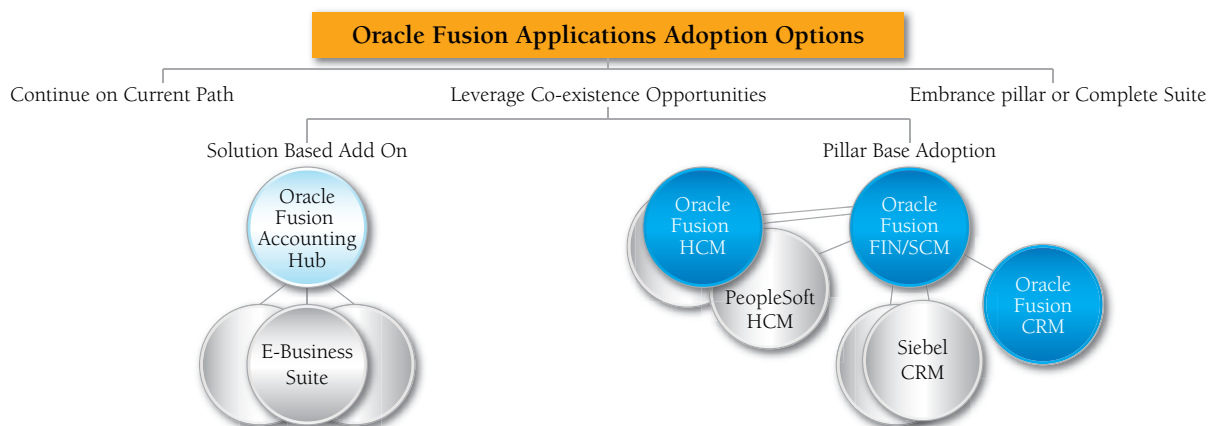 Oracle Fusion Applications Adoption Options
Continue on Current Path
Leverage Co-existence Opportunities
Embrance pillar or Complete Suite
Solution Based Add On
Pillar Base Adoption
Oracle
Fusion
Accounting
Hub
E-Business
Suite
Oracle
Fusion
HCM
PeopleSoft
HCM
Oracle
Fusion
FIN/SCM
Siebel
CRM
Oracle
Fusion
CRM